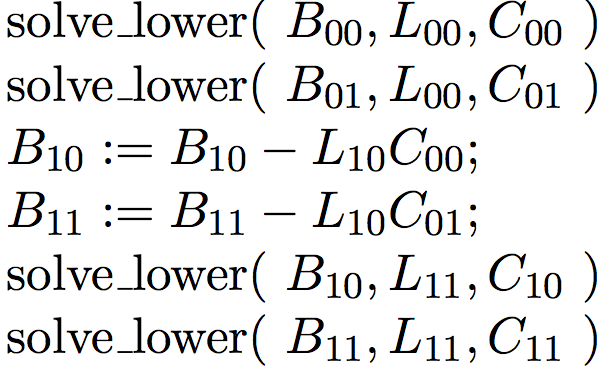 solve_lower( B₀₀, L₀₀, C₀₀ )
solve_lower( B₀₁, L₀₀, C₀₁ )
B₁₀ := B₁₀ − L₁₀C₀₀;
B₁₁ := B₁₁ − L₁₀C₀₁;
solve_lower( B₁₀, L₁₁, C₁₀ )
solve_lower( B₁₁, L₁₁, C₁₁ )